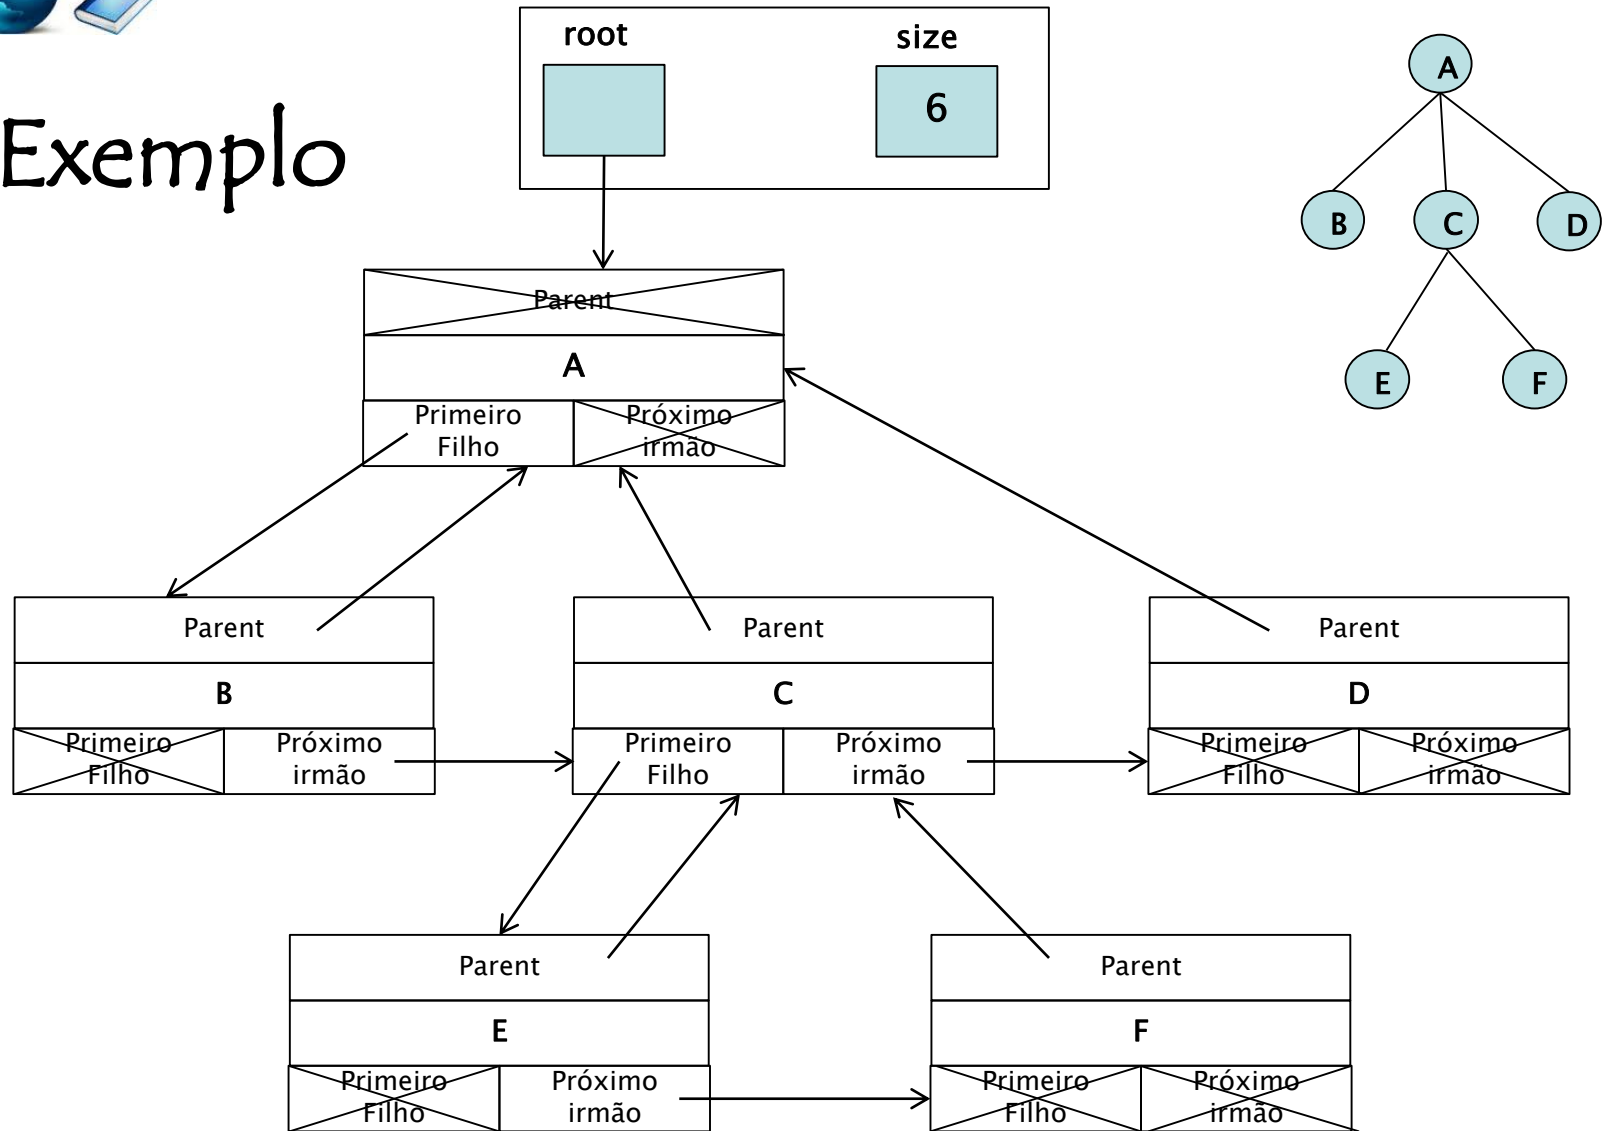 root
size
6
Exemplo
A
B
C
D
E
F
Parent
A
Primeiro
Filho
Próximo
irmão
Parent
B
Primeiro
Filho
Próximo
irmão
Parent
C
Primeiro
Filho
Próximo
irmão
Parent
D
Primeiro
Filho
Próximo
irmão
Parent
E
Primeiro
Filho
Próximo
irmão
Parent
F
Primeiro
Filho
Próximo
irmão